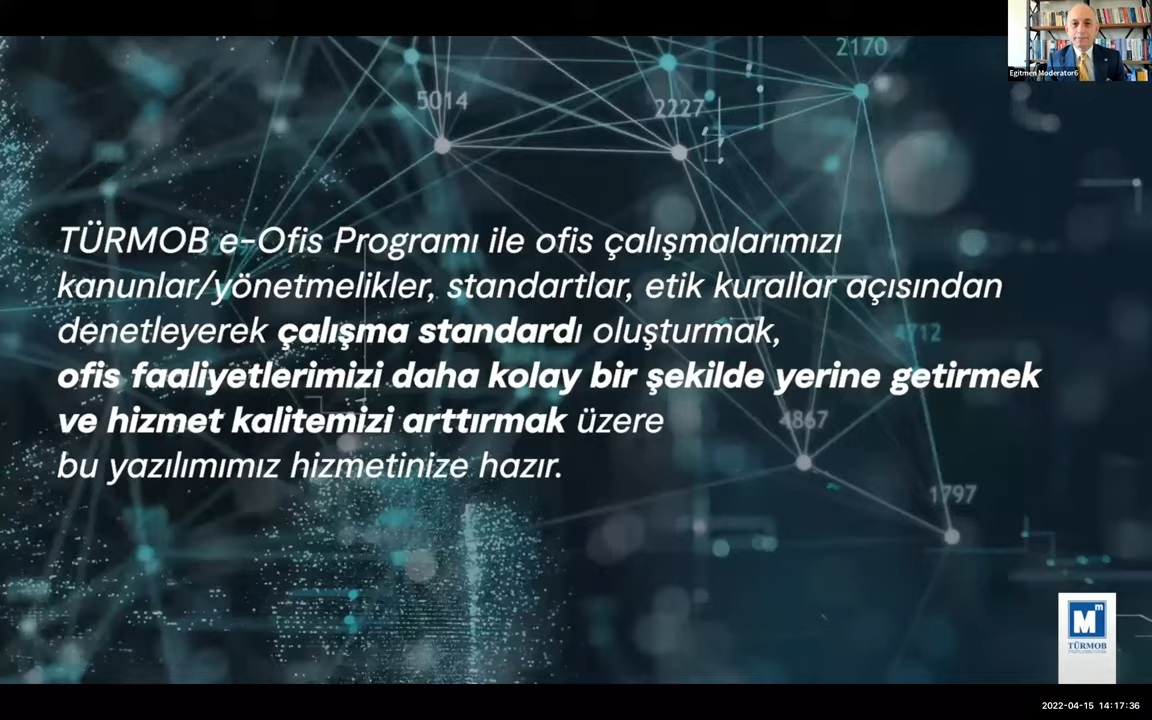 2170
Egitmen Moderator6
5014
2227
TÜRMOB e-Ofis Programı ile ofis çalışmalarımızı
kanunlar/yönetmelikler, standartlar, etik kurallar açısından
denetleyerek çalışma standardı oluşturmak,
4712
ofis faaliyetlerimizi daha kolay bir şekilde yerine getirmek
ve hizmet kalitemizi arttırmak üzere
4867
bu yazılımımız hizmetinize hazır.
1797
M m
TÜRMOB
2022-04-15 14:17:36